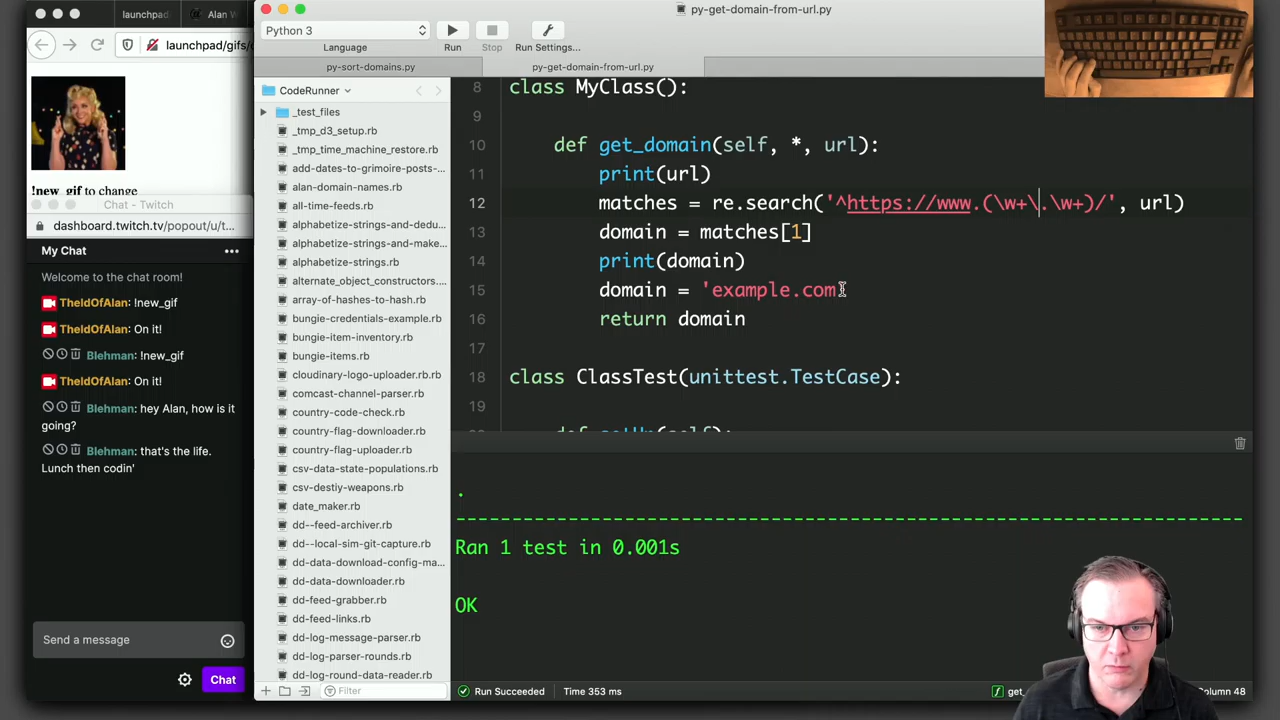 launchpad
Alan W
launchpad/gifs/
!new_gif to change
Chat - Twitch
dashboard.twitch.tv/popout/u/t
My Chat
Welcome to the chat room!
TheIdOfAlan: !new_gif
TheIdOfAlan: On it!
Blehman: !new_gif
TheIdOfAlan: On it!
Blehman: hey Alan, how is it
going?
Blehman: that's the life.
Lunch then codin'
Send a message
Chat
py-get-domain-from-url.py
Python 3
Language
Run
Stop
Run Settings...
py-sort-domains.py
py-get-domain-from-url.py
CodeRunner
_test_files
_tmp_d3_setup.rb
_tmp_time_machine_restore.rb
add-dates-to-grimoire-posts-...
alan-domain-names.rb
all-time-feeds.rb
alphabetize-strings-and-dedu...
alphabetize-strings-and-make...
alphabetize-strings.rb
alternate_object_constructors....
array_of-hashes-to-hash.rb
bungie-credentials-example.rb
bungie-item-inventory.rb
bungie-items.rb
cloudinary-logo-uploader.rb
comcast-channel-parser.rb
country-code-check.rb
country-flag-downloader.rb
country-flag-uploader.rb
csv-data-state-populations.rb
csv-destiy-weapons.rb
date_maker.rb
dd--feed-archiver.rb
dd--local-sim-git-capture.rb
dd-data-download-config-ma...
dd-data-downloader.rb
dd-feed-grabber.rb
dd-feed-links.rb
dd-log-message-parser.rb
dd-log-parser-rounds.rb
dd-log-round-data-reader.rb
Filter
8 class MyClass():
9
10 def get_domain(self, *, url):
11 print(url)
12 matches = re.search('^https://www.(\w+\.\w+)/', url)
13 domain = matches[1]
14 print(domain)
15 domain = 'example.com
16 return domain
17
18 class ClassTest(unittest.TestCase):
19
def setUp(self):
.
----------------------------------------------------------------------
Ran 1 test in 0.001s
OK
Run Succeeded
Time 353 ms
get_
Column 48